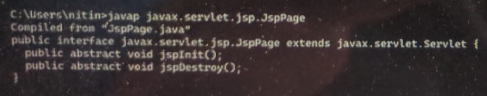 C:\Users\nitin>javap javax.servlet.jsp.JspPage
Compiled from "JspPage.java"
public interface javax.servlet.jsp.JspPage extends javax.servlet.Servlet {
  public abstract void jspInit();
  public abstract void jspDestroy();
}